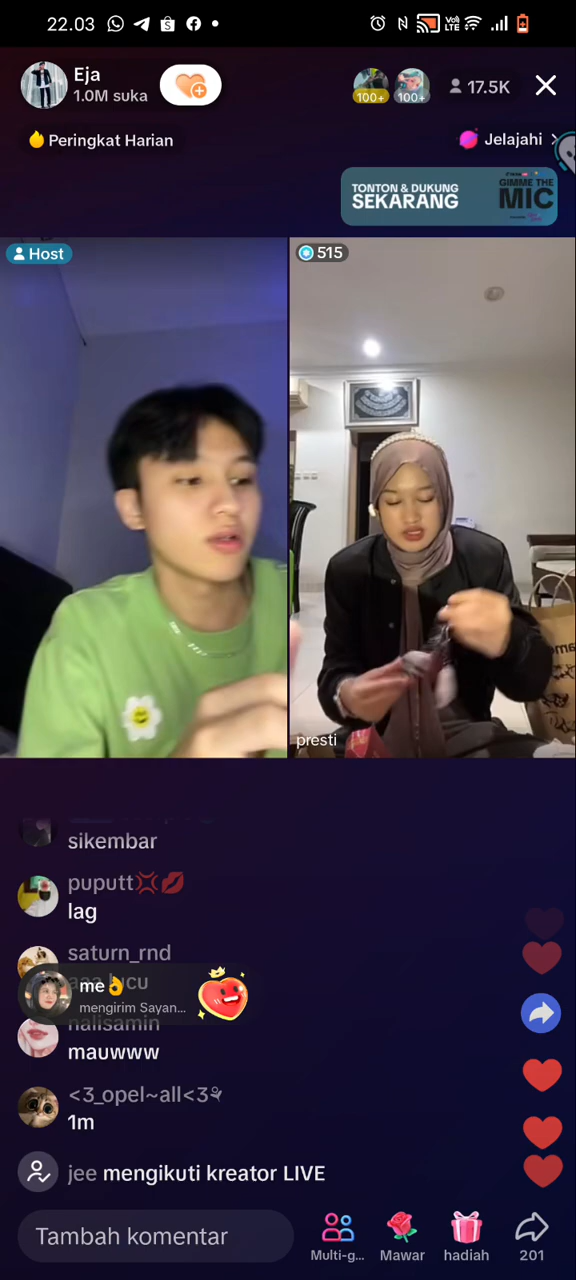 22.03
VoLTE
Eja
1.0M suka
100+
100+
17.5K
Peringkat Harian
Jelajahi
TONTON & DUKUNG
SEKARANG
GIMME THE
MIC
Host
515
presti
sikembar
puputt
lag
saturn_rnd
me👌
mengirim Sayan...
nalisamin
mauwww
<3_opel~all<3
1m
jee mengikuti kreator LIVE
Tambah komentar
Multi-g...
Mawar
hadiah
201